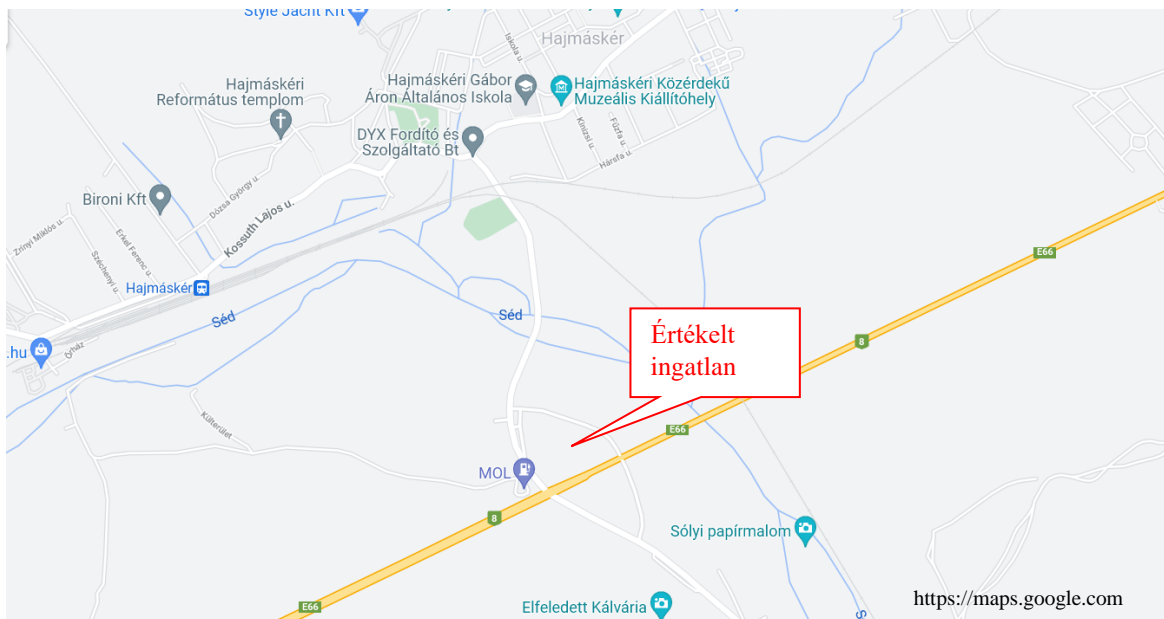 Style Jacht Kft
Hajmáskér
Iskola u.
Hajmáskéri
Református templom
Hajmáskéri Gábor
Áron Általános Iskola
Hajmáskéri Közérdekű
Muzeális Kiállítóhely
DYX Fordító és
Szolgáltató Bt
Kinizsi u.
Fűzfa u.
Hársfa u.
Bironi Kft
Dózsa György u.
Kossuth Lajos u.
Zrínyi Miklós u.
Széchenyi u.
Erkel Ferenc u.
E66
Hajmáskér
Séd
Séd
Értékelt
ingatlan
8
.hu
Őrház
Külterület
E66
MOL
8
Sólyi papírmalom
E66
Elfeledett Kálvária
https://maps.google.com